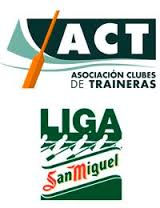 ACT
ASOCIACIÓN CLUBES
DE TRAINERAS
LIGA
San Miguel